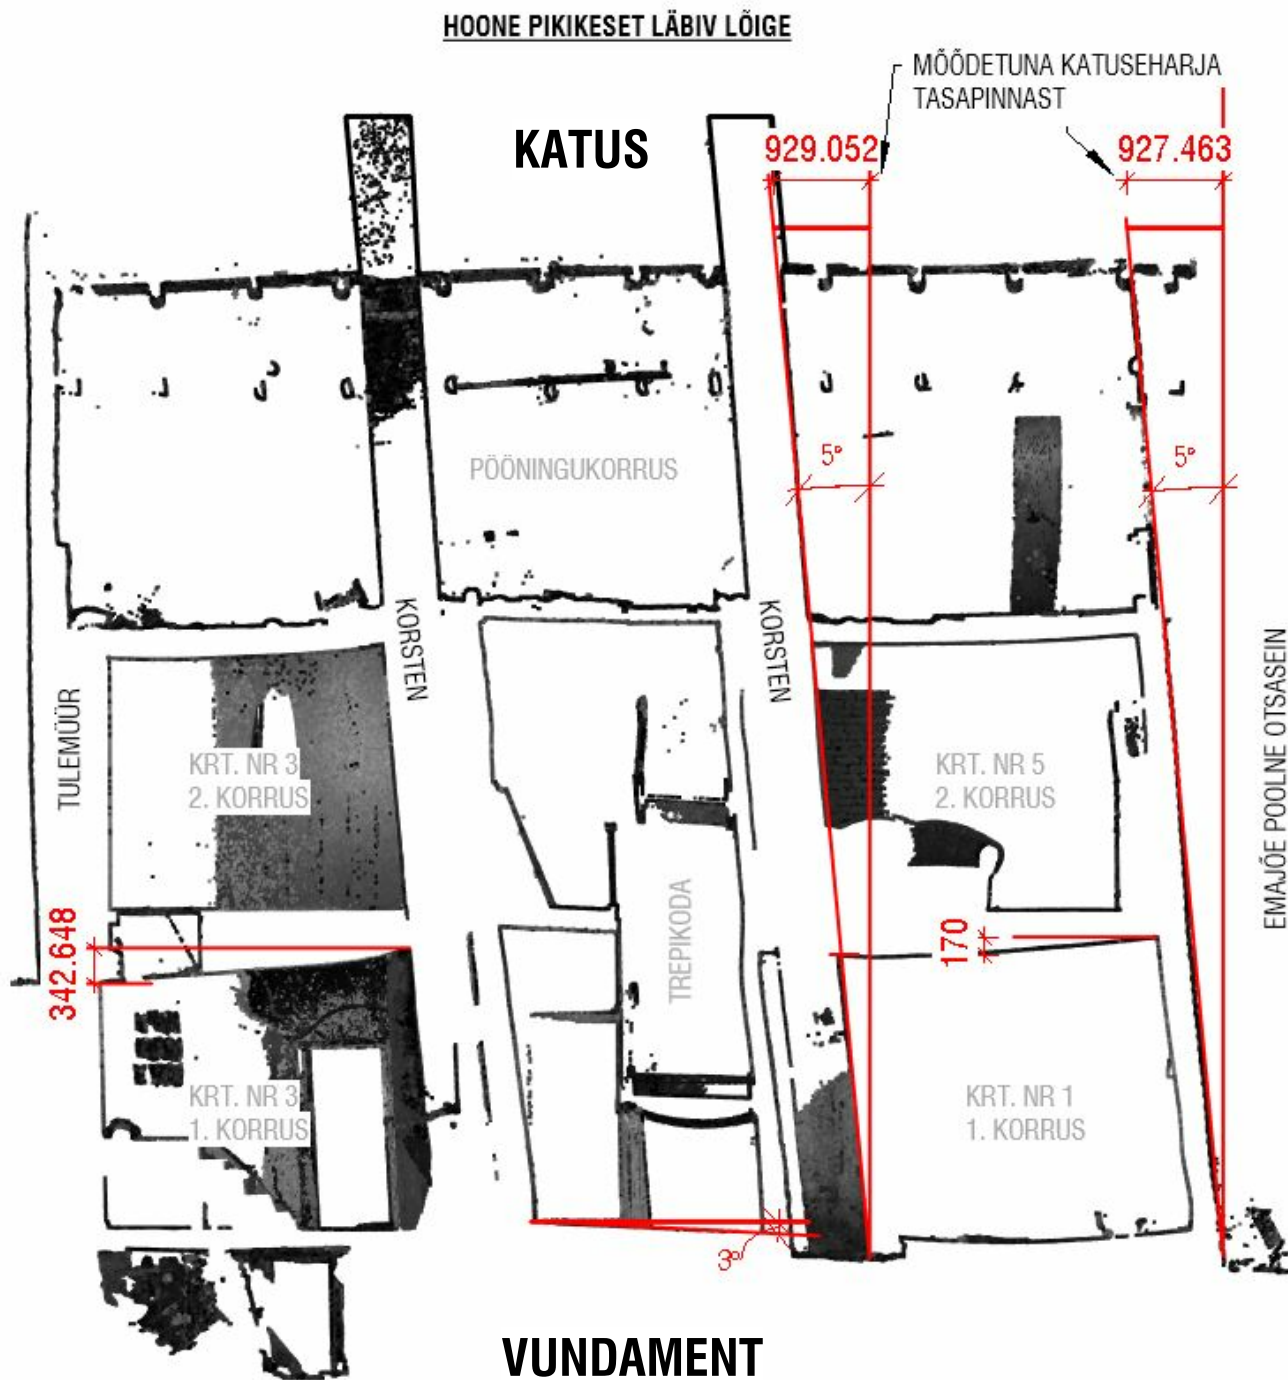 HOONE PIKIKESET LÄBIV LÕIGE
MÕÕDETUNA KATUSEHARJA
TASAPINNAST
KATUS
929.052
927.463
5°
5°
PÖÖNINGUKORRUS
KORSTEN
KORSTEN
TULEMÜÜR
EMAJÕE POOLNE OTSASEIN
KRT. NR 3
2. KORRUS
KRT. NR 5
2. KORRUS
TREPIKODA
342.648
170
KRT. NR 3
1. KORRUS
KRT. NR 1
1. KORRUS
3°
VUNDAMENT